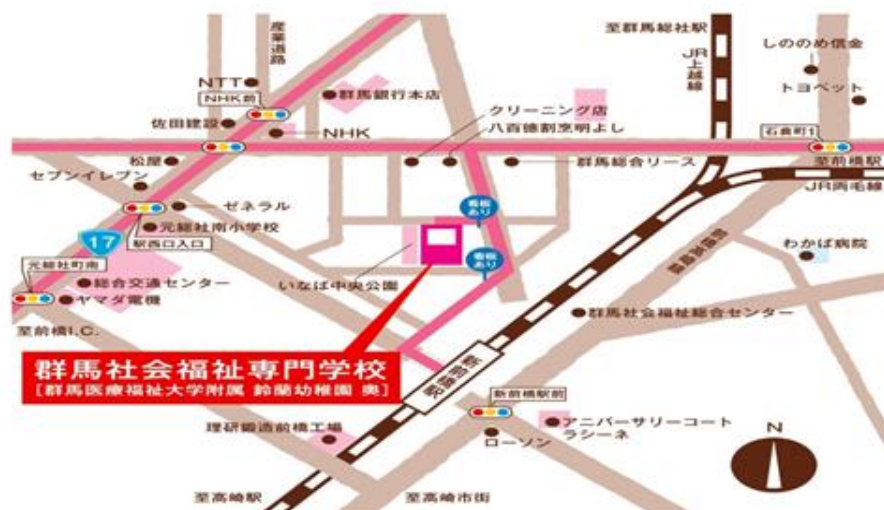 産業道路
至群馬総社駅
JR上越線
しののめ信金
トヨペット
NTT
NHK前
群馬銀行本店
佐田建設
NHK
クリーニング店
八百徳割烹明よし
石倉町1
松屋
群馬総合リース
至前橋駅
セブンイレブン
JR両毛線
ゼネラル
看板あり
元総社南小学校
17
駅西口入口
わかば病院
元総社町南
看板あり
総合交通センター
いなば中央公園
ヤマダ電機
群馬社会福祉総合センター
至前橋I.C.
群馬社会福祉専門学校
[群馬医療福祉大学附属 鈴蘭幼稚園 奥]
新前橋駅
新前橋駅前
アニバーサリーコート
ラシーネ
理研鍛造前橋工場
ローソン
N
至高崎駅
至高崎市街